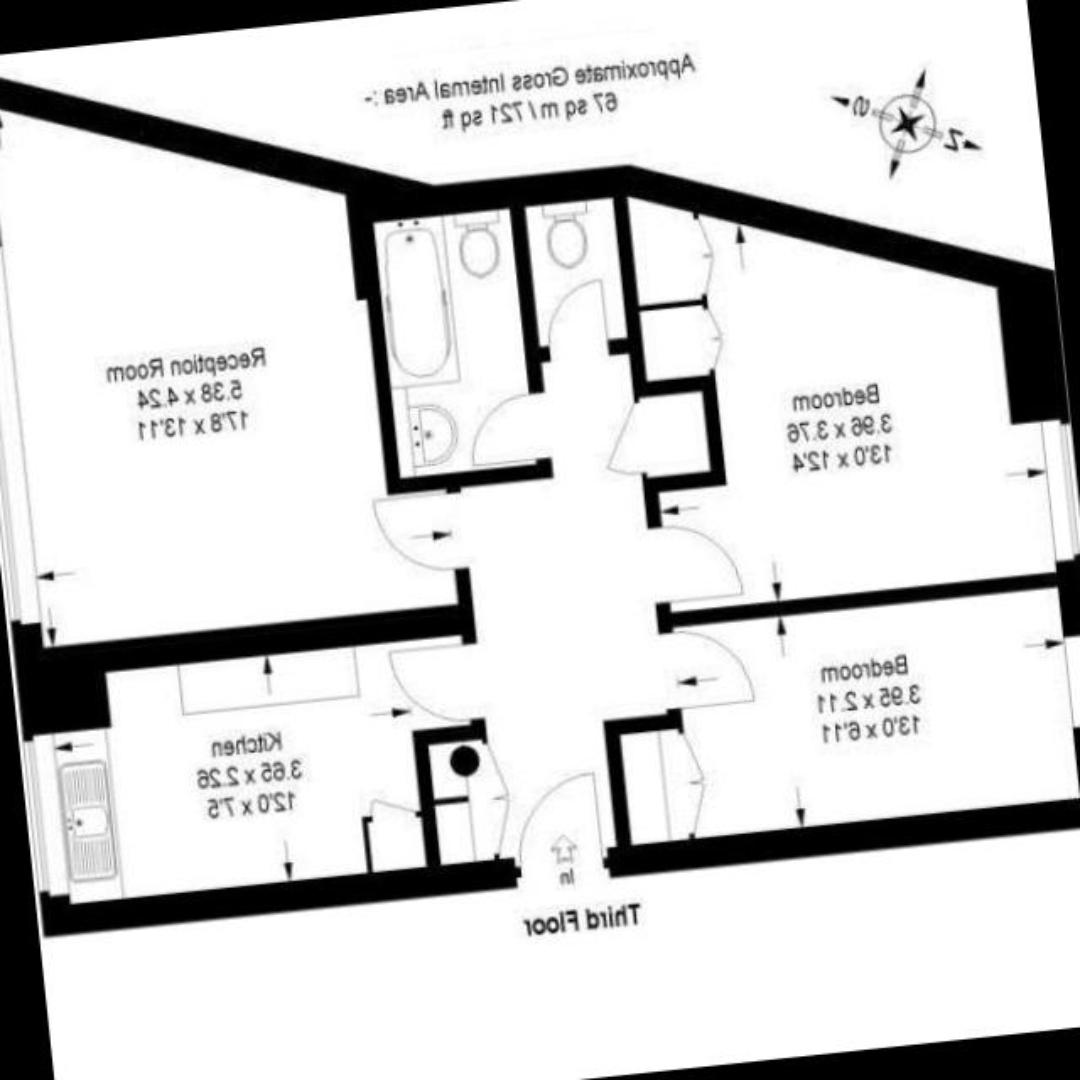 Approximate Gross Internal Area :-
67 sq m / 721 sq ft
S
N
Reception Room
5.38 x 4.24
17'8 x 13'11
Bedroom
3.96 x 3.76
13'0 x 12'4
Bedroom
3.95 x 2.11
13'0 x 6'11
Kitchen
3.65 x 2.26
12'0 x 7'5
In
Third Floor